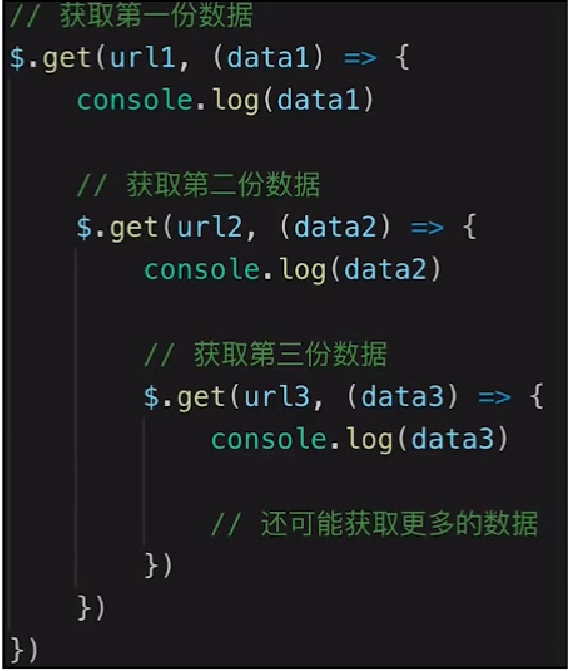 // 获取第一份数据
$.get(url1, (data1) => {
    console.log(data1)

    // 获取第二份数据
    $.get(url2, (data2) => {
        console.log(data2)

        // 获取第三份数据
        $.get(url3, (data3) => {
            console.log(data3)

            // 还可能获取更多的数据
        })
    })
})